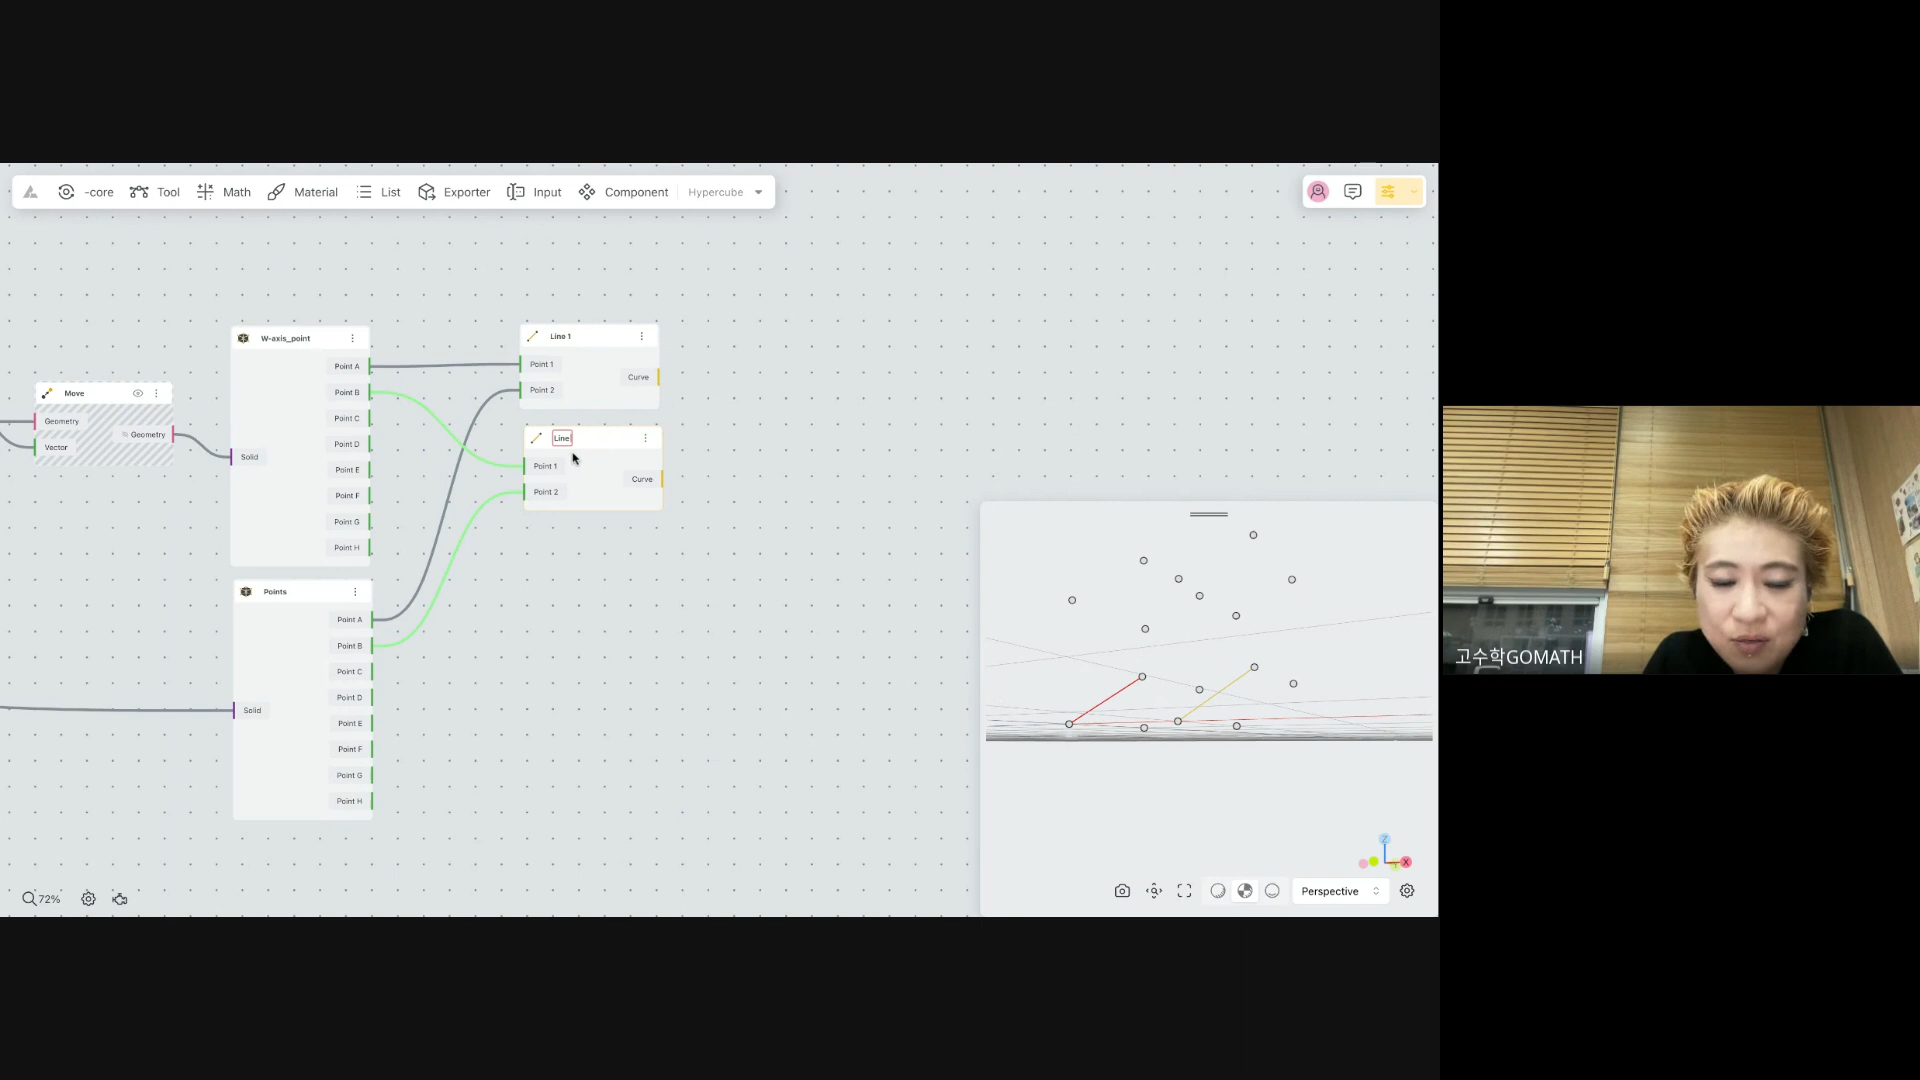 -core Tool Math Material List Exporter Input Component Hypercube
Move
Geometry
Vector
Geometry
W-axis_point
Solid
Point A
Point B
Point C
Point D
Point E
Point F
Point G
Point H
Points
Solid
Point A
Point B
Point C
Point D
Point E
Point F
Point G
Point H
Line 1
Point 1
Point 2
Curve
Line
Point 1
Point 2
Curve
Z
X
72%
Perspective
고수학GOMATH